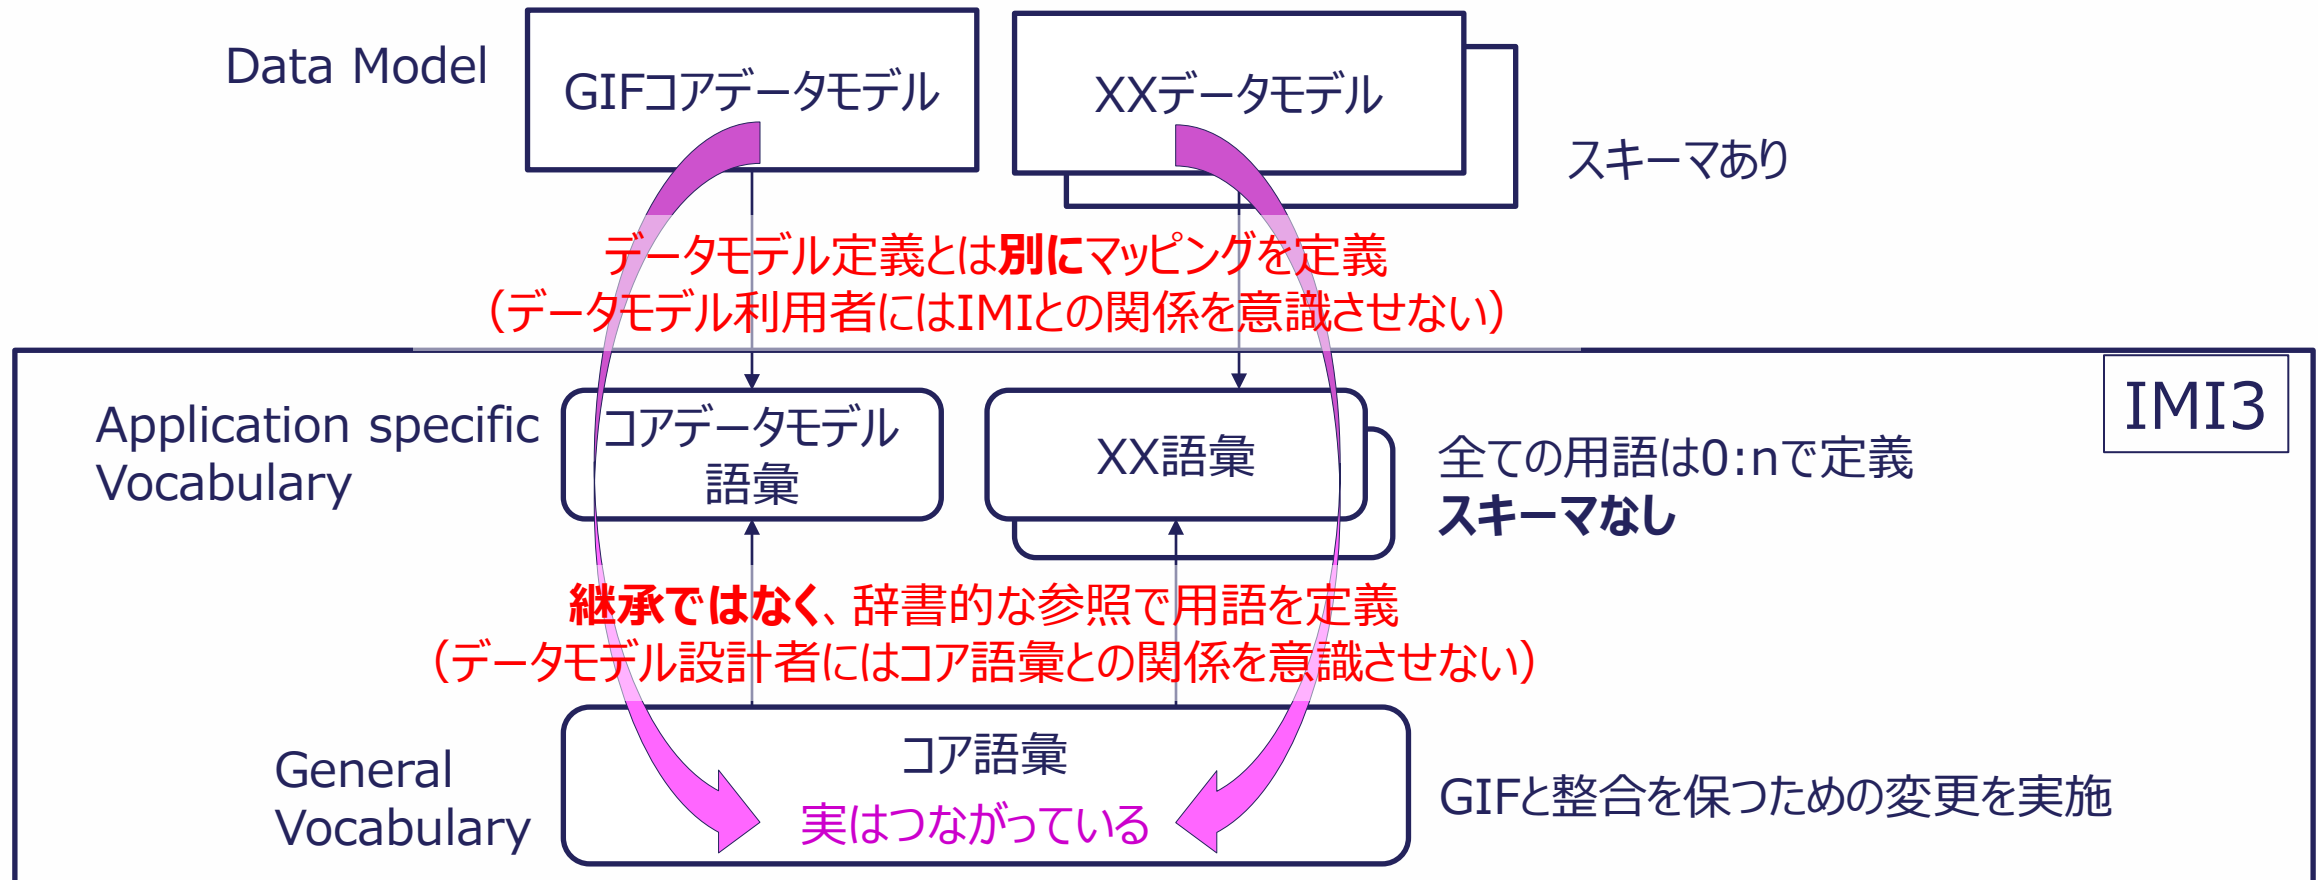 Data Model
GIFコアデータモデル
XXデータモデル
スキーマあり
データモデル定義とは別にマッピングを定義
（データモデル利用者にはIMIとの関係を意識させない）
IMI3
Application specific
Vocabulary
コアデータモデル
語彙
XX語彙
全ての用語は0:nで定義
スキーマなし
継承ではなく、辞書的な参照で用語を定義
（データモデル設計者にはコア語彙との関係を意識させない）
General
Vocabulary
コア語彙
実はつながっている
GIFと整合を保つための変更を実施